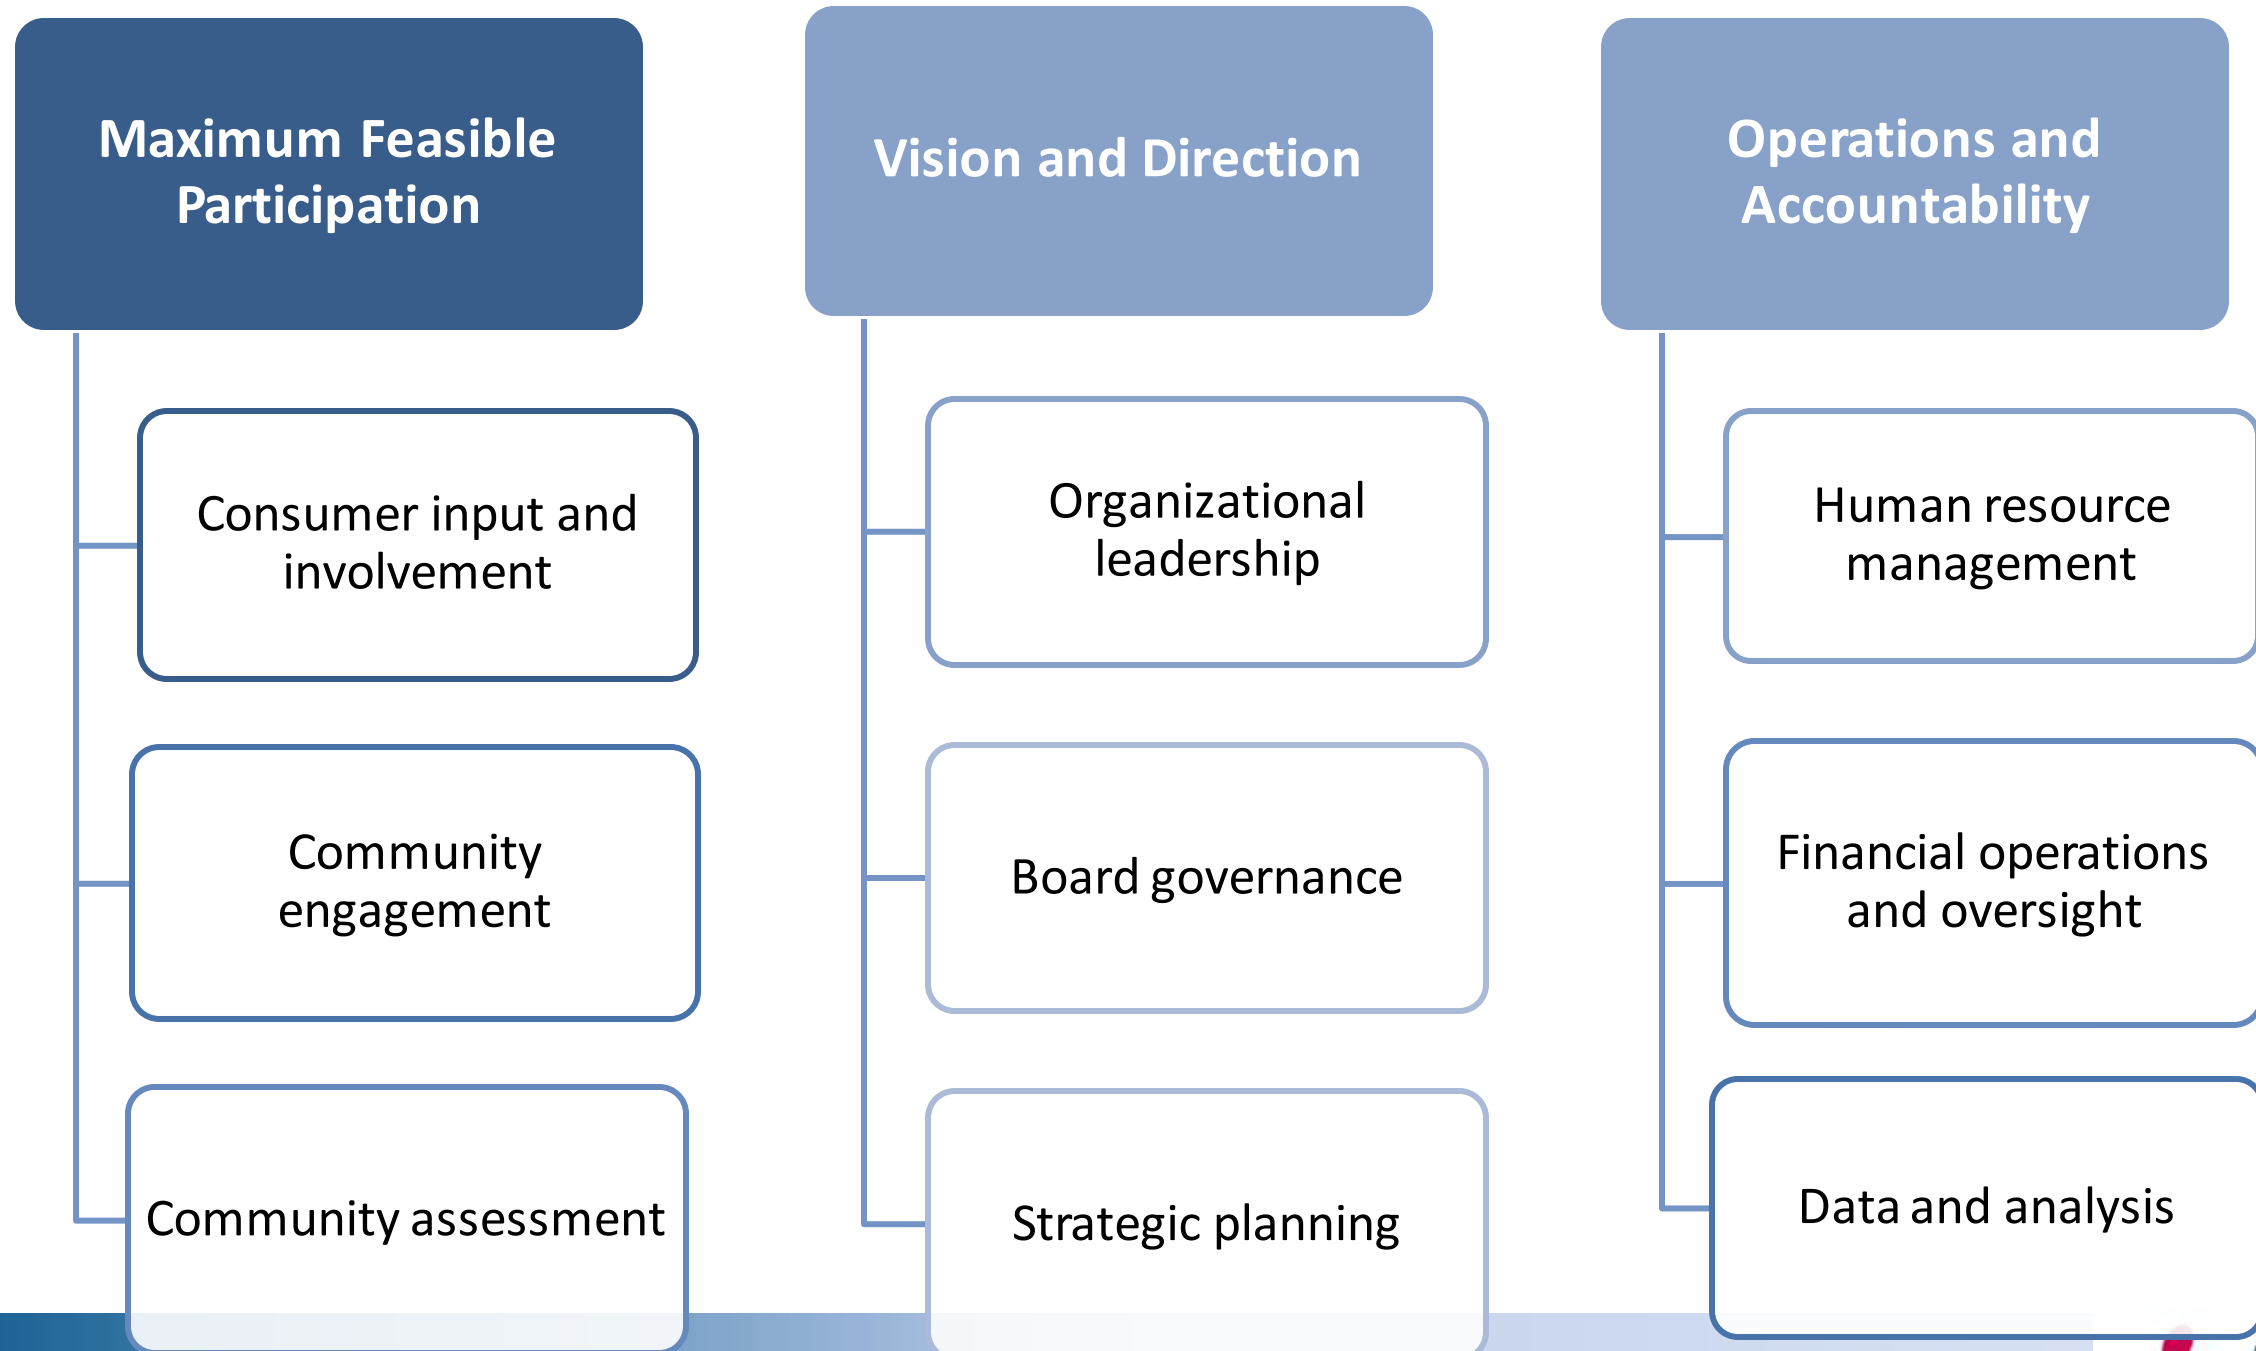 Maximum Feasible
Participation
Consumer input and
involvement
Community
engagement
Community assessment
Vision and Direction
Organizational
leadership
Board governance
Strategic planning
Operations and
Accountability
Human resource
management
Financial operations
and oversight
Data and analysis